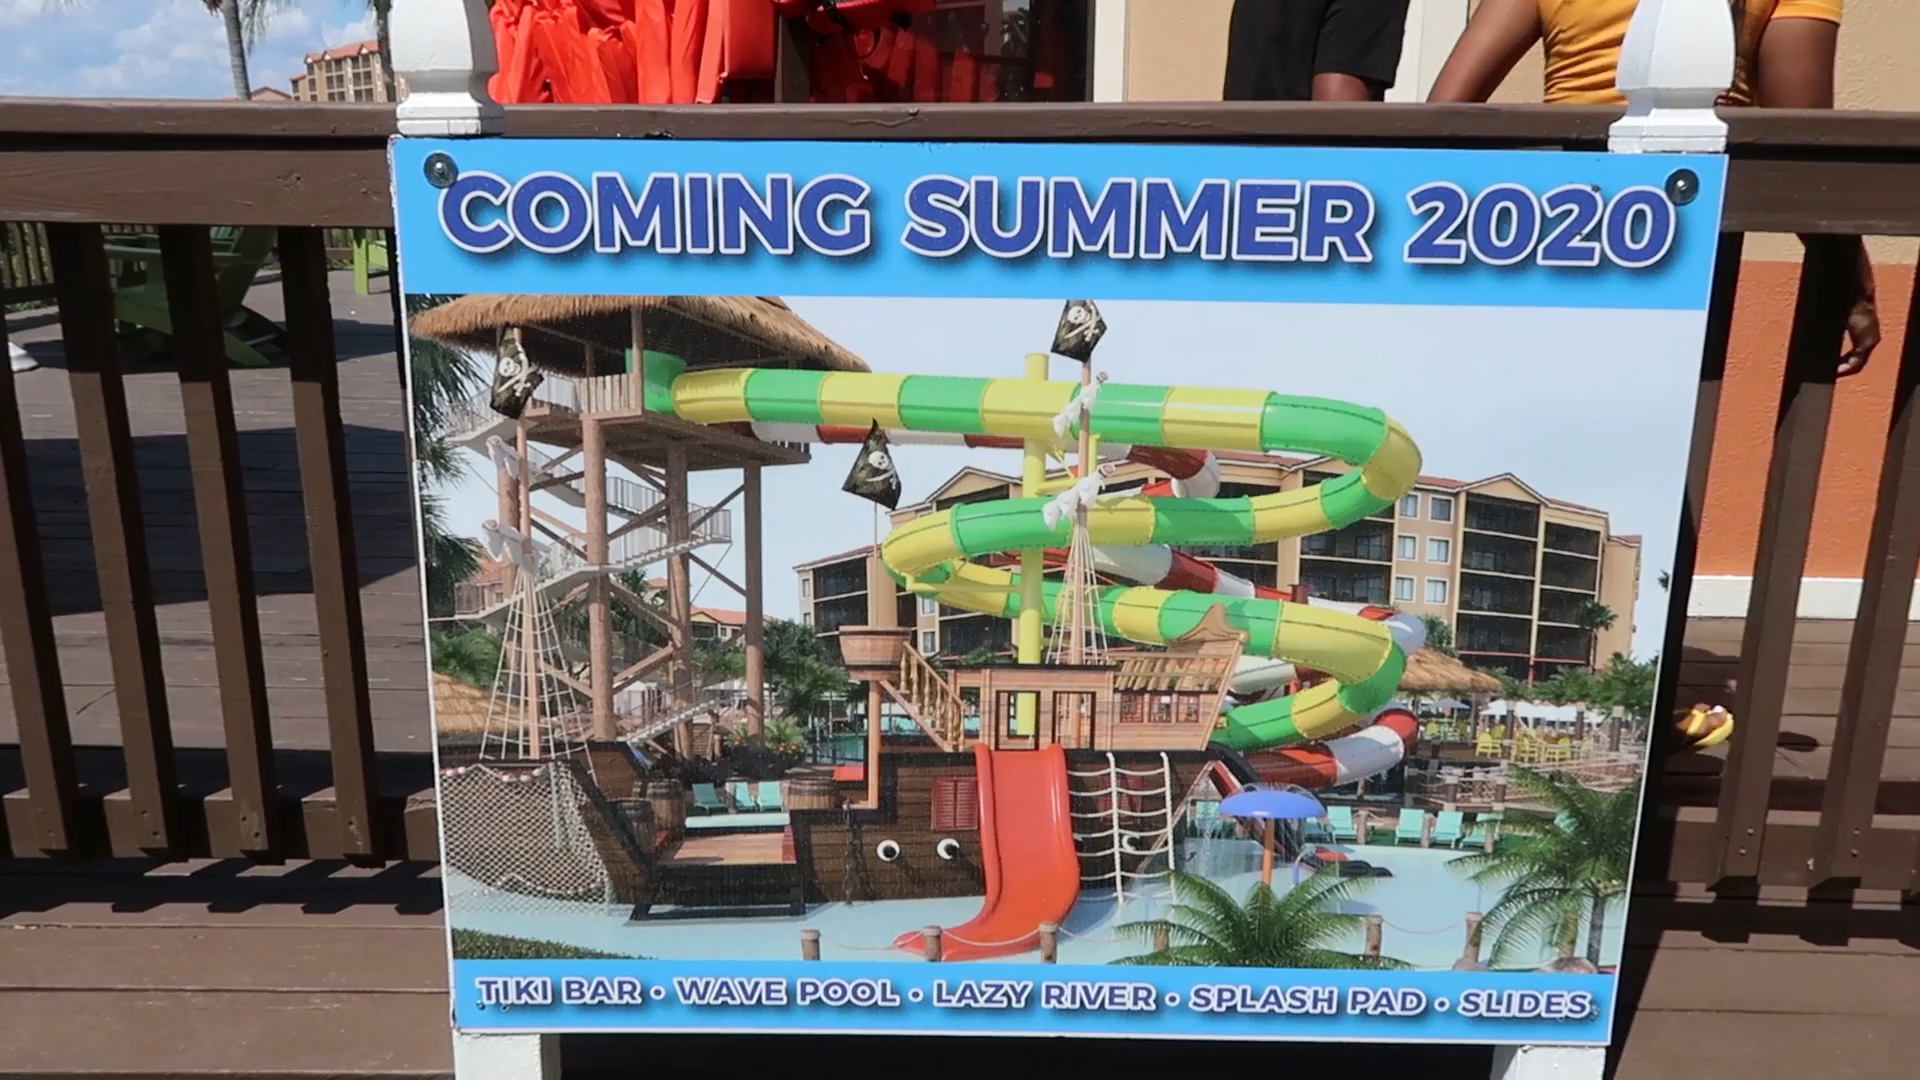 COMING SUMMER 2020
TIKI BAR • WAVE POOL • LAZY RIVER • SPLASH PAD • SLIDES